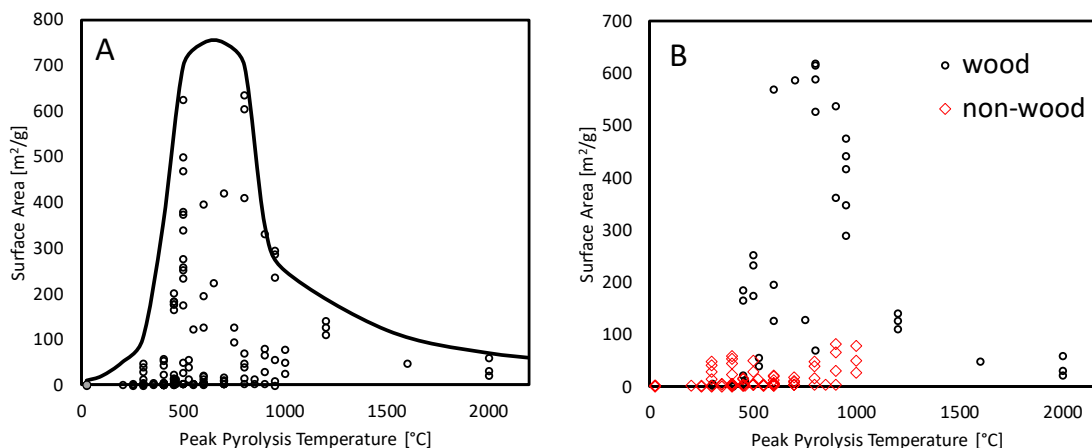 A
800
700
600
500
400
300
200
100
0
Surface Area [m²/g]
0 500 1000 1500 2000
Peak Pyrolysis Temperature [°C]
B
wood
non-wood
700
600
500
400
300
200
100
0
Surface Area [m²/g]
0 500 1000 1500 2000
Peak Pyrolysis Temperature [°C]